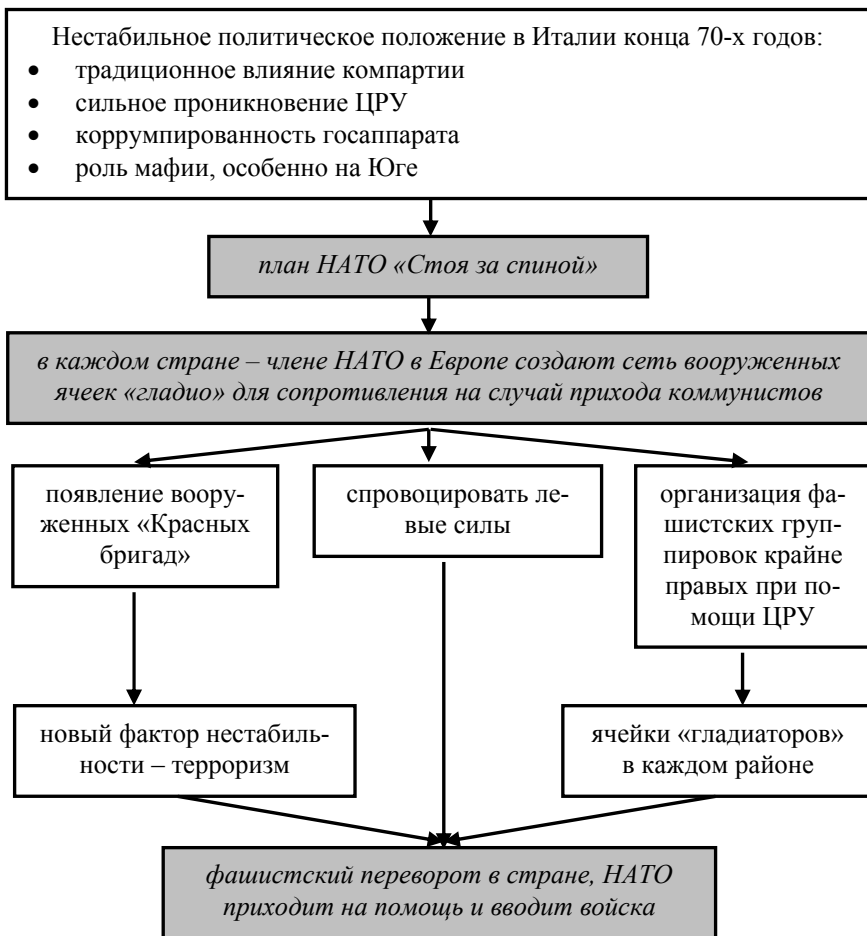 Нестабильное политическое положение в Италии конца 70-х годов:
• традиционное влияние компартии
• сильное проникновение ЦРУ
• коррумпированность госаппарата
• роль мафии, особенно на Юге
план НАТО «Стоя за спиной»
в каждом стране – члене НАТО в Европе создают сеть вооруженных
ячеек «гладио» для сопротивления на случай прихода коммунистов
появление воору-
женных «Красных
бригад»
спровоцировать ле-
вые силы
организация фа-
шистских груп-
пировок крайне
правых при по-
мощи ЦРУ
новый фактор нестабиль-
ности – терроризм
ячейки «гладиаторов»
в каждом районе
фашистский переворот в стране, НАТО
приходит на помощь и вводит войска